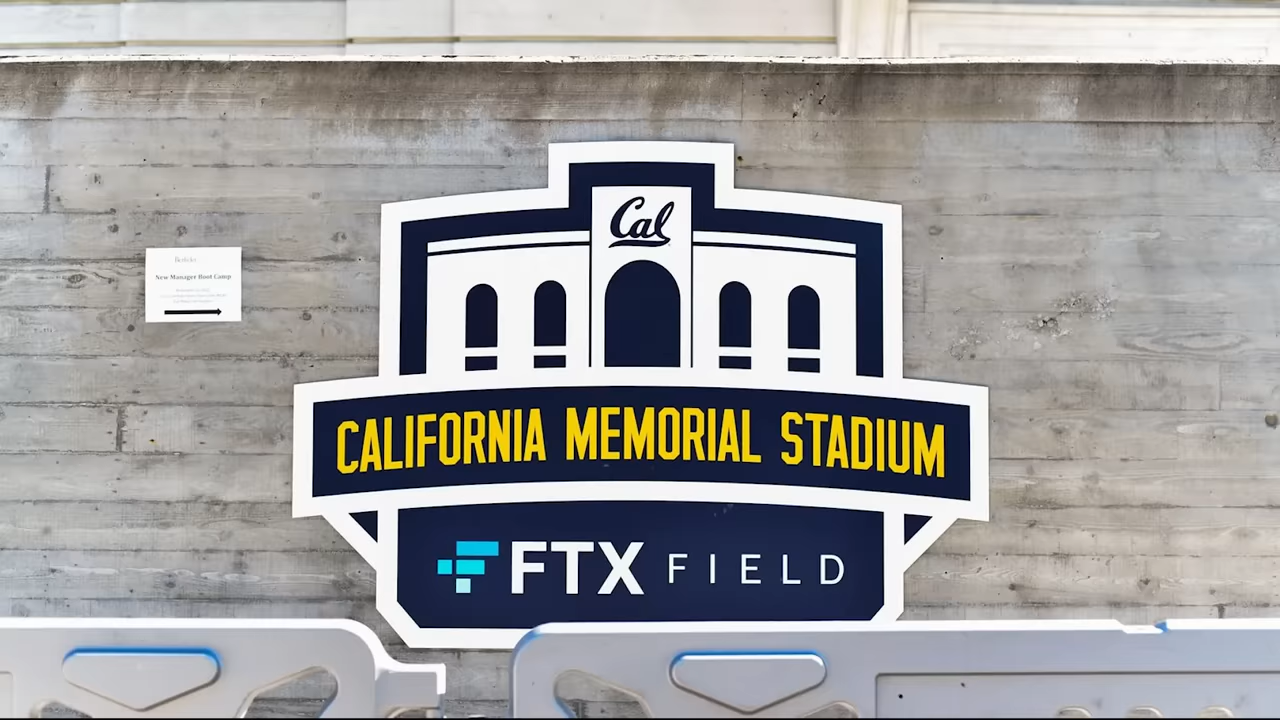 Cal
New Manager Boot Camp
CALIFORNIA MEMORIAL STADIUM
FTX FIELD